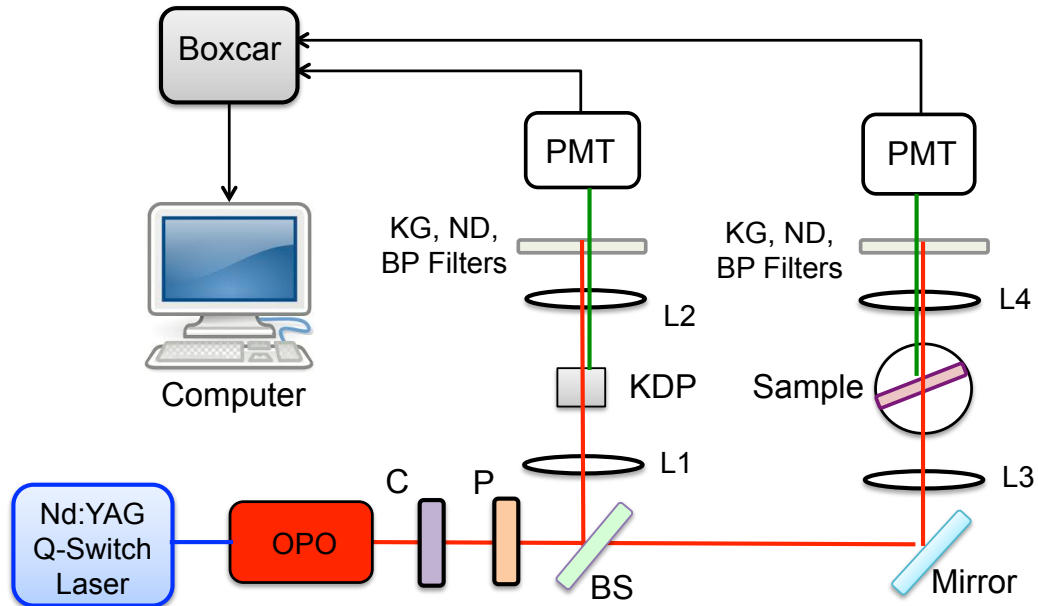 Boxcar
PMT
PMT
KG, ND,
BP Filters
KG, ND,
BP Filters
L2
L4
KDP
Sample
Computer
L1
L3
C
P
Nd:YAG
Q-Switch
Laser
OPO
BS
Mirror